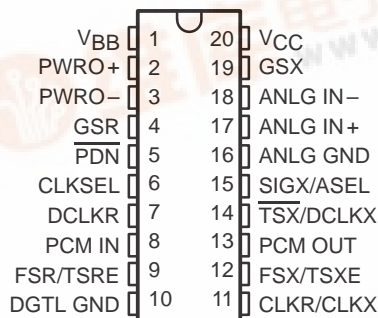 VBB 1 20 VCC
PWRO+ 2 19 GSX
PWRO– 3 18 ANLG IN–
GSR 4 17 ANLG IN+
PDN 5 16 ANLG GND
CLKSEL 6 15 SIGX/ASEL
DCLKR 7 14 TSX/DCLKX
PCM IN 8 13 PCM OUT
FSR/TSRE 9 12 FSX/TSXE
DGTL GND 10 11 CLKR/CLKX